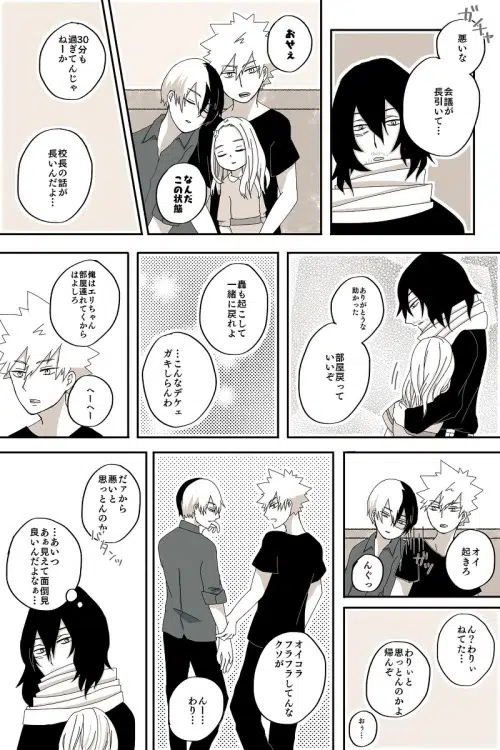 ガチャ
悪いな
会議が
長引いて…
おせぇ
なんだ
この状態
30分も
過ぎてんじゃ
ねーか
校長の話が
長いんだよ…
ありがとうな
助かった
部屋戻って
いいぞ
轟も起こして
一緒に戻れよ
…こんなデケェ
ガキしらんわ
俺はエリちゃん
部屋連れてくから
はよしろ
へーへー
オイ
起きろ
んぐっ
ん?わりぃ
ねてた…
わりぃと
思っとんのかよ
帰んぞ
おぅ…
オイコラ
フラフラしてんな
クソが
んー…
わり…
だァから
悪いと
思っとんのか
バタン
…あいつ
あぁ見えて面倒見
良いんだよなぁ…